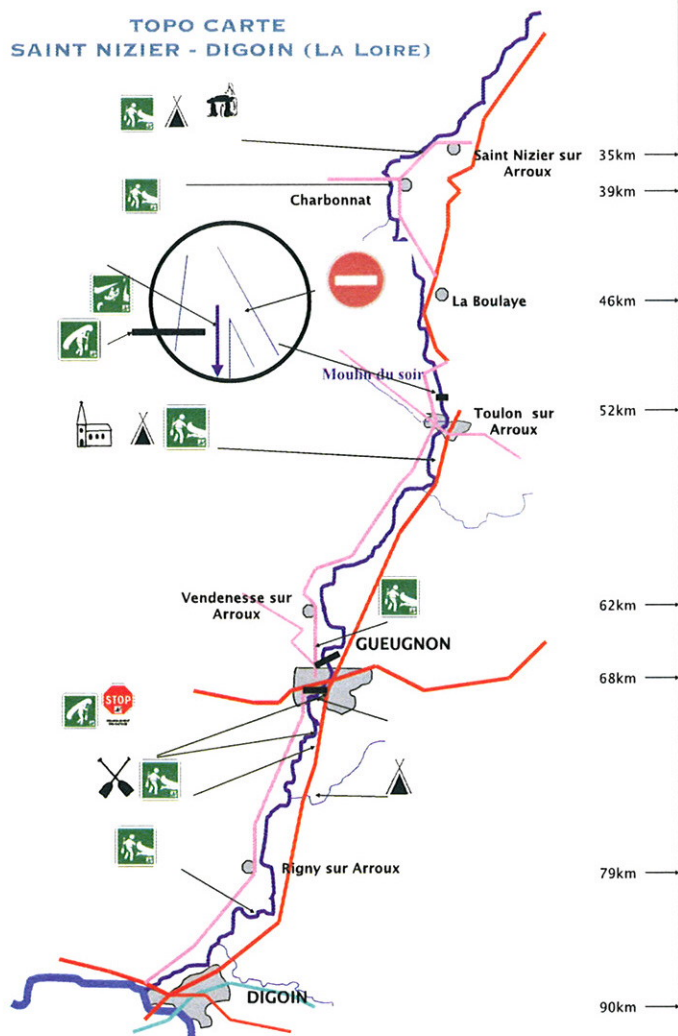 TOPO CARTE
SAINT NIZIER - DIGOIN (LA LOIRE)
Saint Nizier sur
Arroux
35km
Charbonnat
39km
La Boulaye
46km
Moulin du soir
Toulon sur
Arroux
52km
Vendenesse sur
Arroux
62km
GUEUGNON
68km
STOP
Rigny sur Arroux
79km
DIGOIN
90km